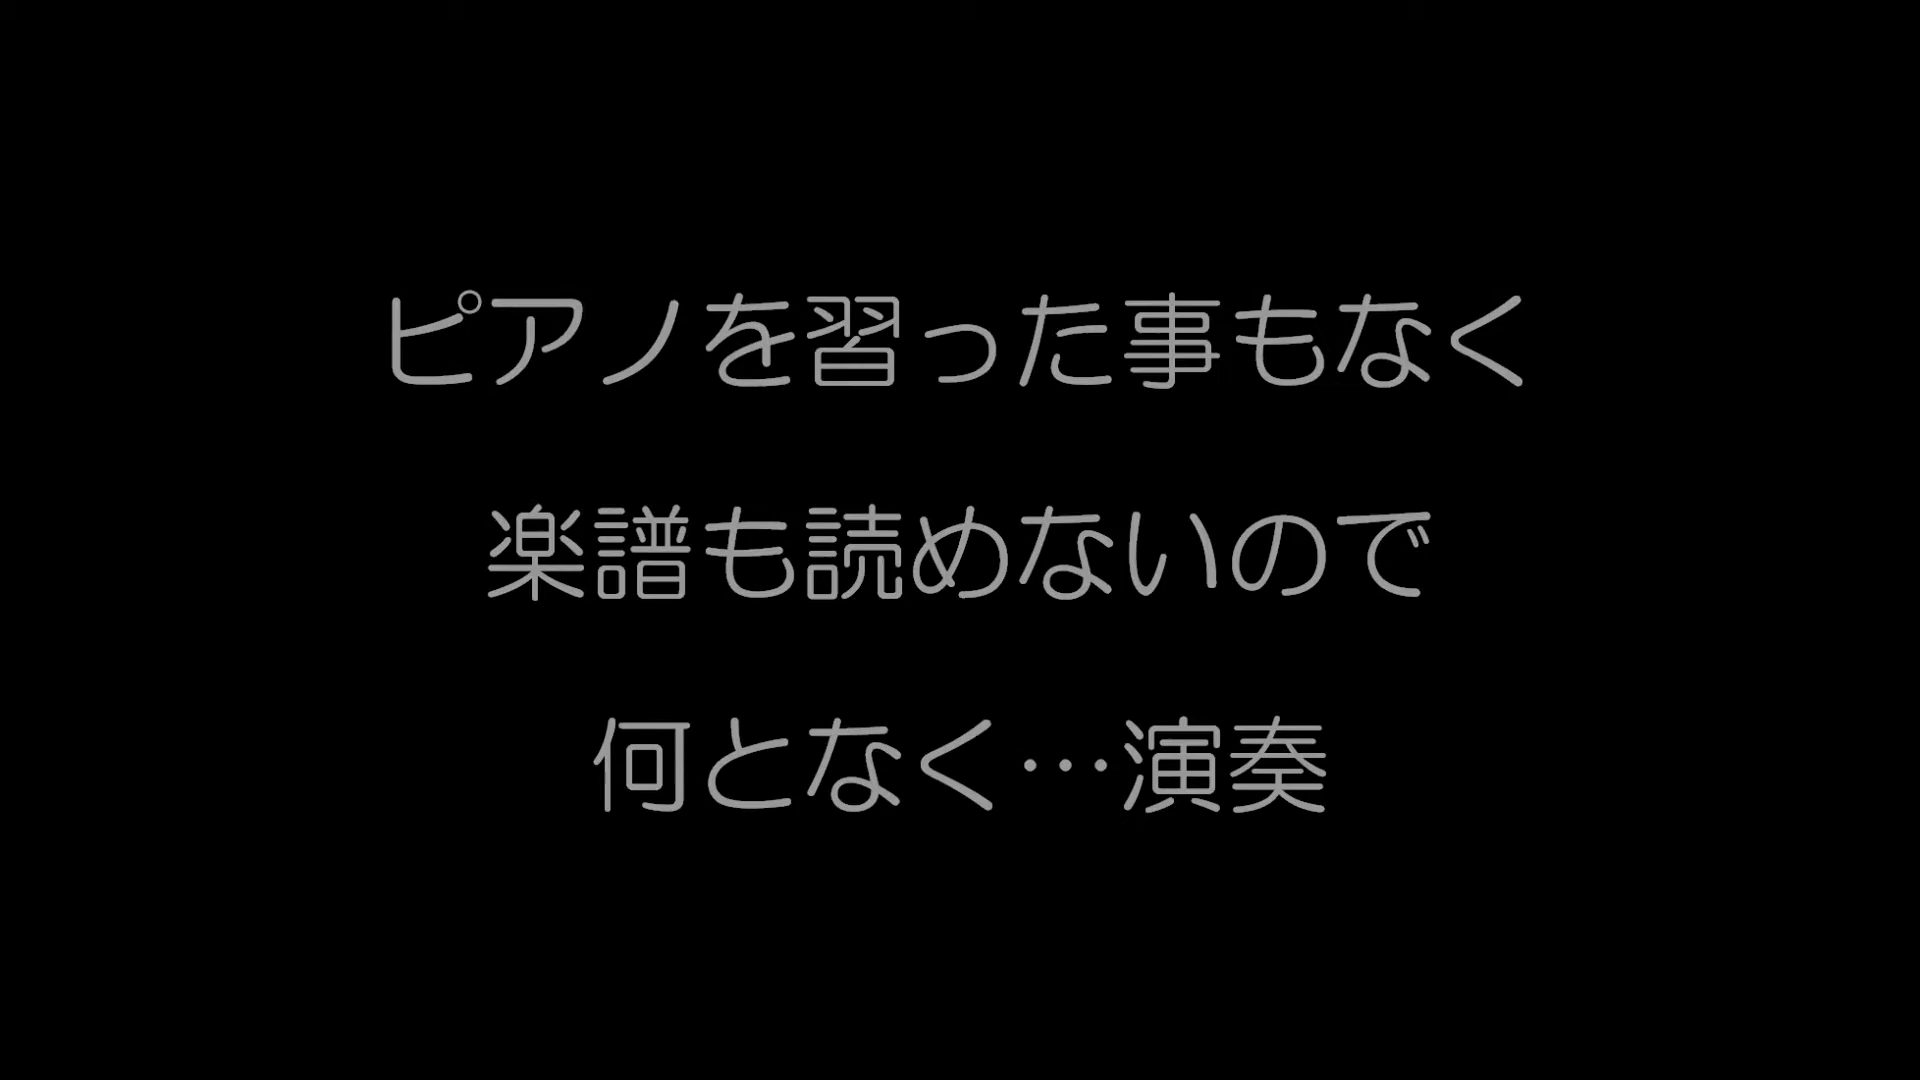 ピアノを習った事もなく
楽譜も読めないので
何となく…演奏